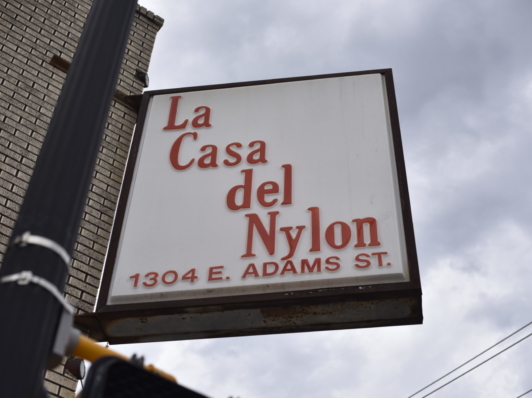 La
Casa
del
Nylon
1304 E. ADAMS ST.